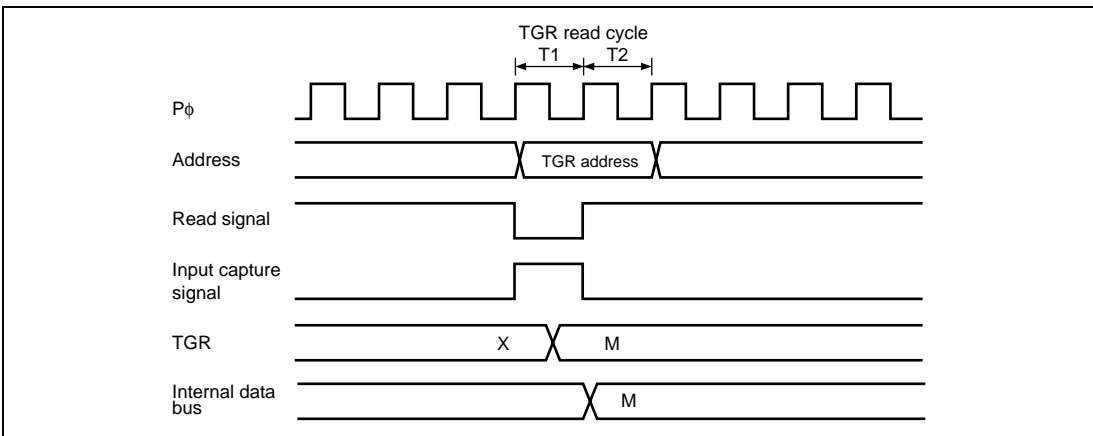 TGR read cycle
T1 T2
Pϕ
Address
TGR address
Read signal
Input capture
signal
TGR
X
M
Internal data
bus
M